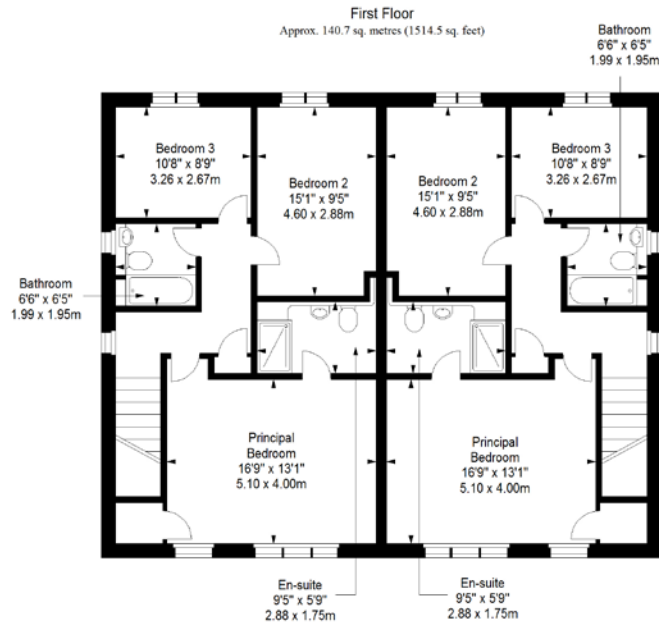 First Floor
Approx. 140.7 sq. metres (1514.5 sq. feet)
Bathroom
6'6" x 6'5"
1.99 x 1.95m
Bedroom 3
10'8" x 8'9"
3.26 x 2.67m
Bedroom 2
15'1" x 9'5"
4.60 x 2.88m
Bedroom 2
15'1" x 9'5"
4.60 x 2.88m
Bedroom 3
10'8" x 8'9"
3.26 x 2.67m
Bathroom
6'6" x 6'5"
1.99 x 1.95m
Principal
Bedroom
16'9" x 13'1"
5.10 x 4.00m
Principal
Bedroom
16'9" x 13'1"
5.10 x 4.00m
En-suite
9'5" x 5'9"
2.88 x 1.75m
En-suite
9'5" x 5'9"
2.88 x 1.75m